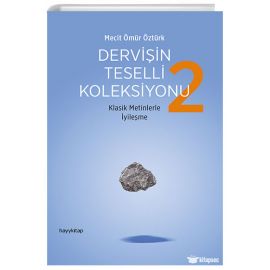 Mecit Ömür Öztürk
DERVİŞİN
TESELLİ
KOLEKSİYONU
2
Klasik Metinlerle
İyileşme
hayykitap
kitapsec